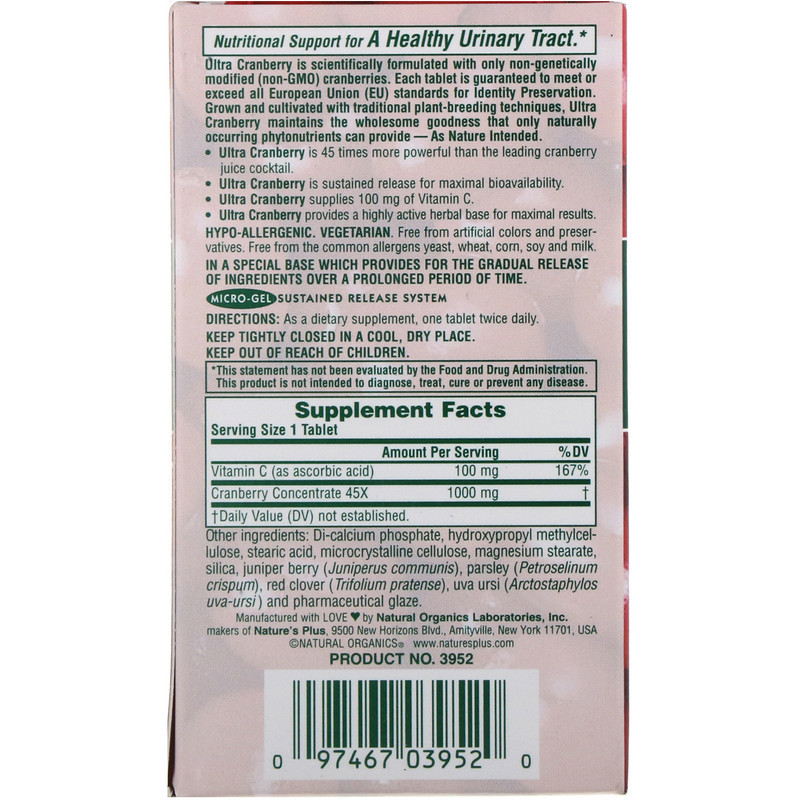 Nutritional Support for A Healthy Urinary Tract.*
Ultra Cranberry is scientifically formulated with only non-genetically
modified (non-GMO) cranberries. Each tablet is guaranteed to meet or
exceed all European Union (EU) standards for Identity Preservation.
Grown and cultivated with traditional plant-breeding techniques, Ultra
Cranberry maintains the wholesome goodness that only naturally
occurring phytonutrients can provide — As Nature Intended.
• Ultra Cranberry is 45 times more powerful than the leading cranberry
juice cocktail.
• Ultra Cranberry is sustained release for maximal bioavailability.
• Ultra Cranberry supplies 100 mg of Vitamin C.
• Ultra Cranberry provides a highly active herbal base for maximal results.
HYPO-ALLERGENIC. VEGETARIAN. Free from artificial colors and preser-
vatives. Free from the common allergens yeast, wheat, corn, soy and milk.
IN A SPECIAL BASE WHICH PROVIDES FOR THE GRADUAL RELEASE
OF INGREDIENTS OVER A PROLONGED PERIOD OF TIME.
MICRO-GEL SUSTAINED RELEASE SYSTEM
DIRECTIONS: As a dietary supplement, one tablet twice daily.
KEEP TIGHTLY CLOSED IN A COOL, DRY PLACE.
KEEP OUT OF REACH OF CHILDREN.
*This statement has not been evaluated by the Food and Drug Administration.
This product is not intended to diagnose, treat, cure or prevent any disease.
Supplement Facts
Serving Size 1 Tablet
Amount Per Serving %DV
Vitamin C (as ascorbic acid) 100 mg 167%
Cranberry Concentrate 45X 1000 mg †
†Daily Value (DV) not established.
Other ingredients: Di-calcium phosphate, hydroxypropyl methylcel-
lulose, stearic acid, microcrystalline cellulose, magnesium stearate,
silica, juniper berry (Juniperus communis), parsley (Petroselinum
crispum), red clover (Trifolium pratense), uva ursi (Arctostaphylos
uva-ursi) and pharmaceutical glaze.
Manufactured with LOVE ♥ by Natural Organics Laboratories, Inc.
makers of Nature's Plus, 9500 New Horizons Blvd., Amityville, New York 11701, USA
©NATURAL ORGANICS® www.naturesplus.com
PRODUCT NO. 3952
0 97467 03952 0